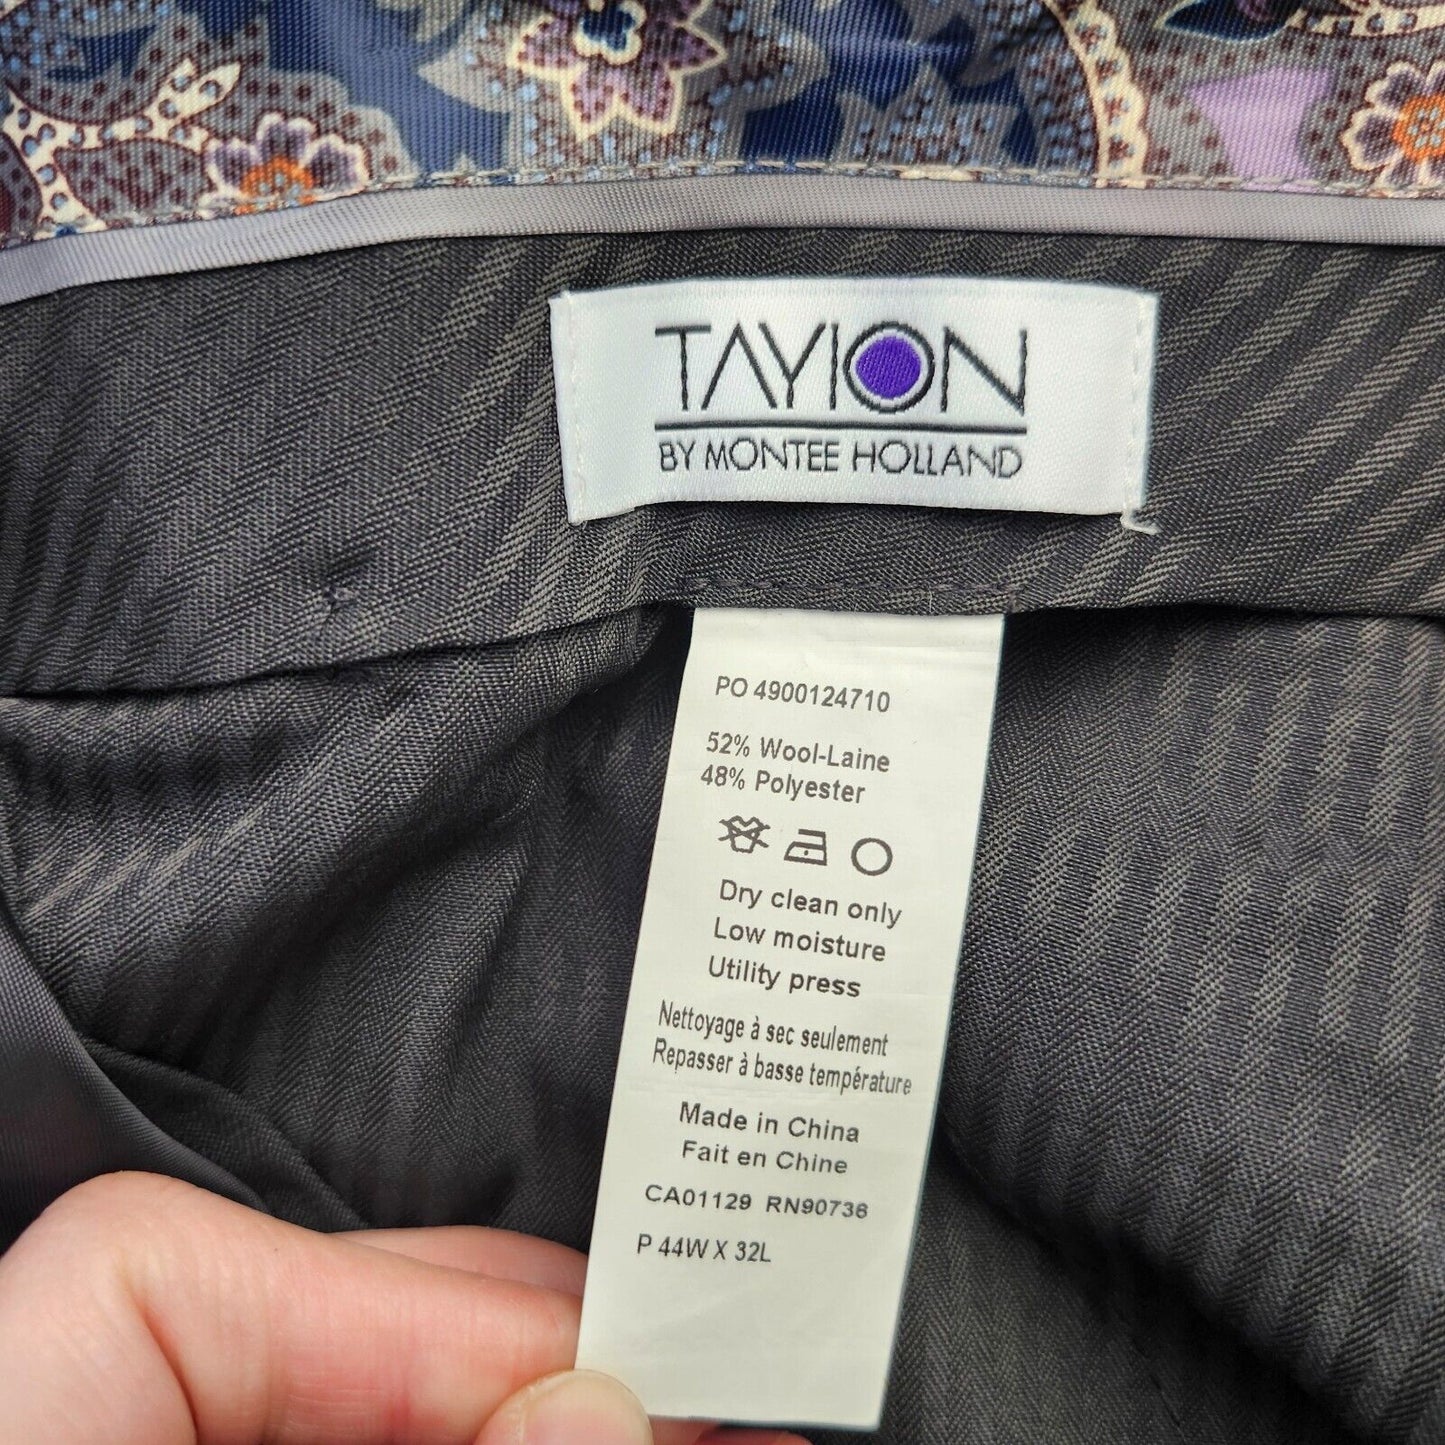 TAYION
BY MONTEE HOLLAND
PO 4900124710
52% Wool-Laine
48% Polyester
Dry clean only
Low moisture
Utility press
Nettoyage à sec seulement
Repasser à basse température
Made in China
Fait en Chine
CA01129 RN90736
P 44W X 32L